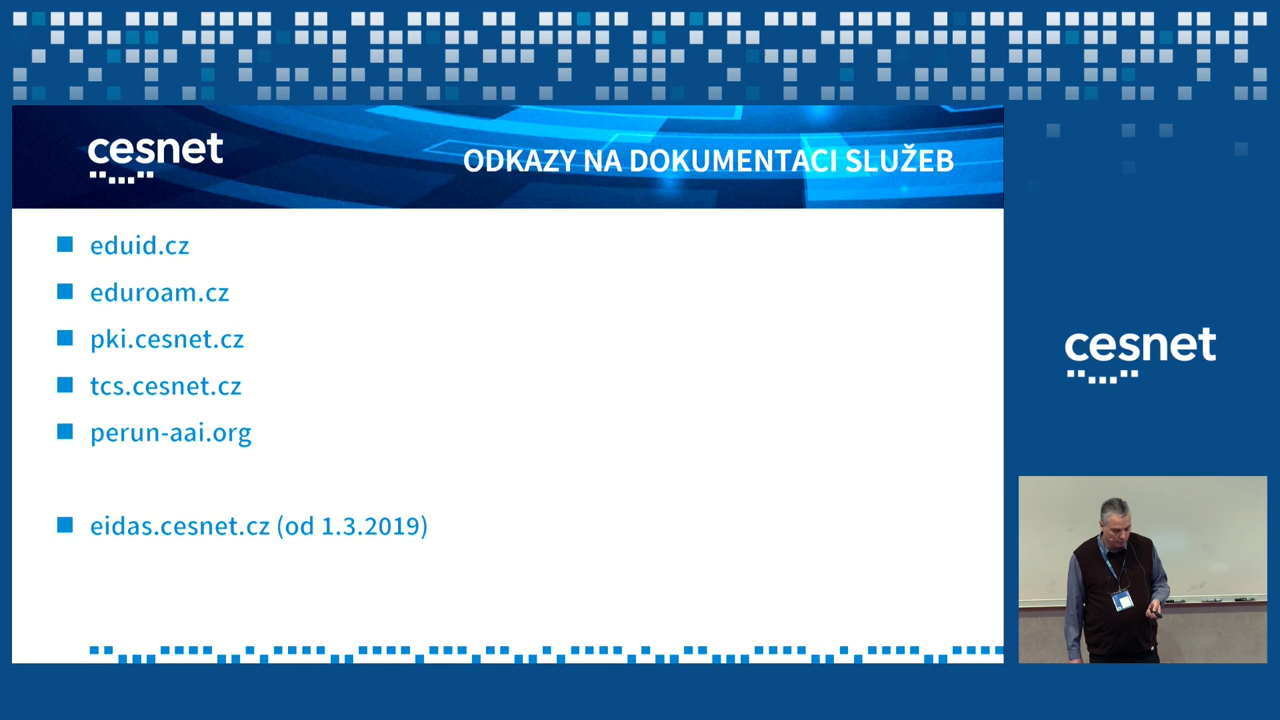 cesnet
ODKAZY NA DOKUMENTACI SLUŽEB
eduid.cz
eduroam.cz
pki.cesnet.cz
tcs.cesnet.cz
perun-aai.org
eidas.cesnet.cz (od 1.3.2019)
cesnet